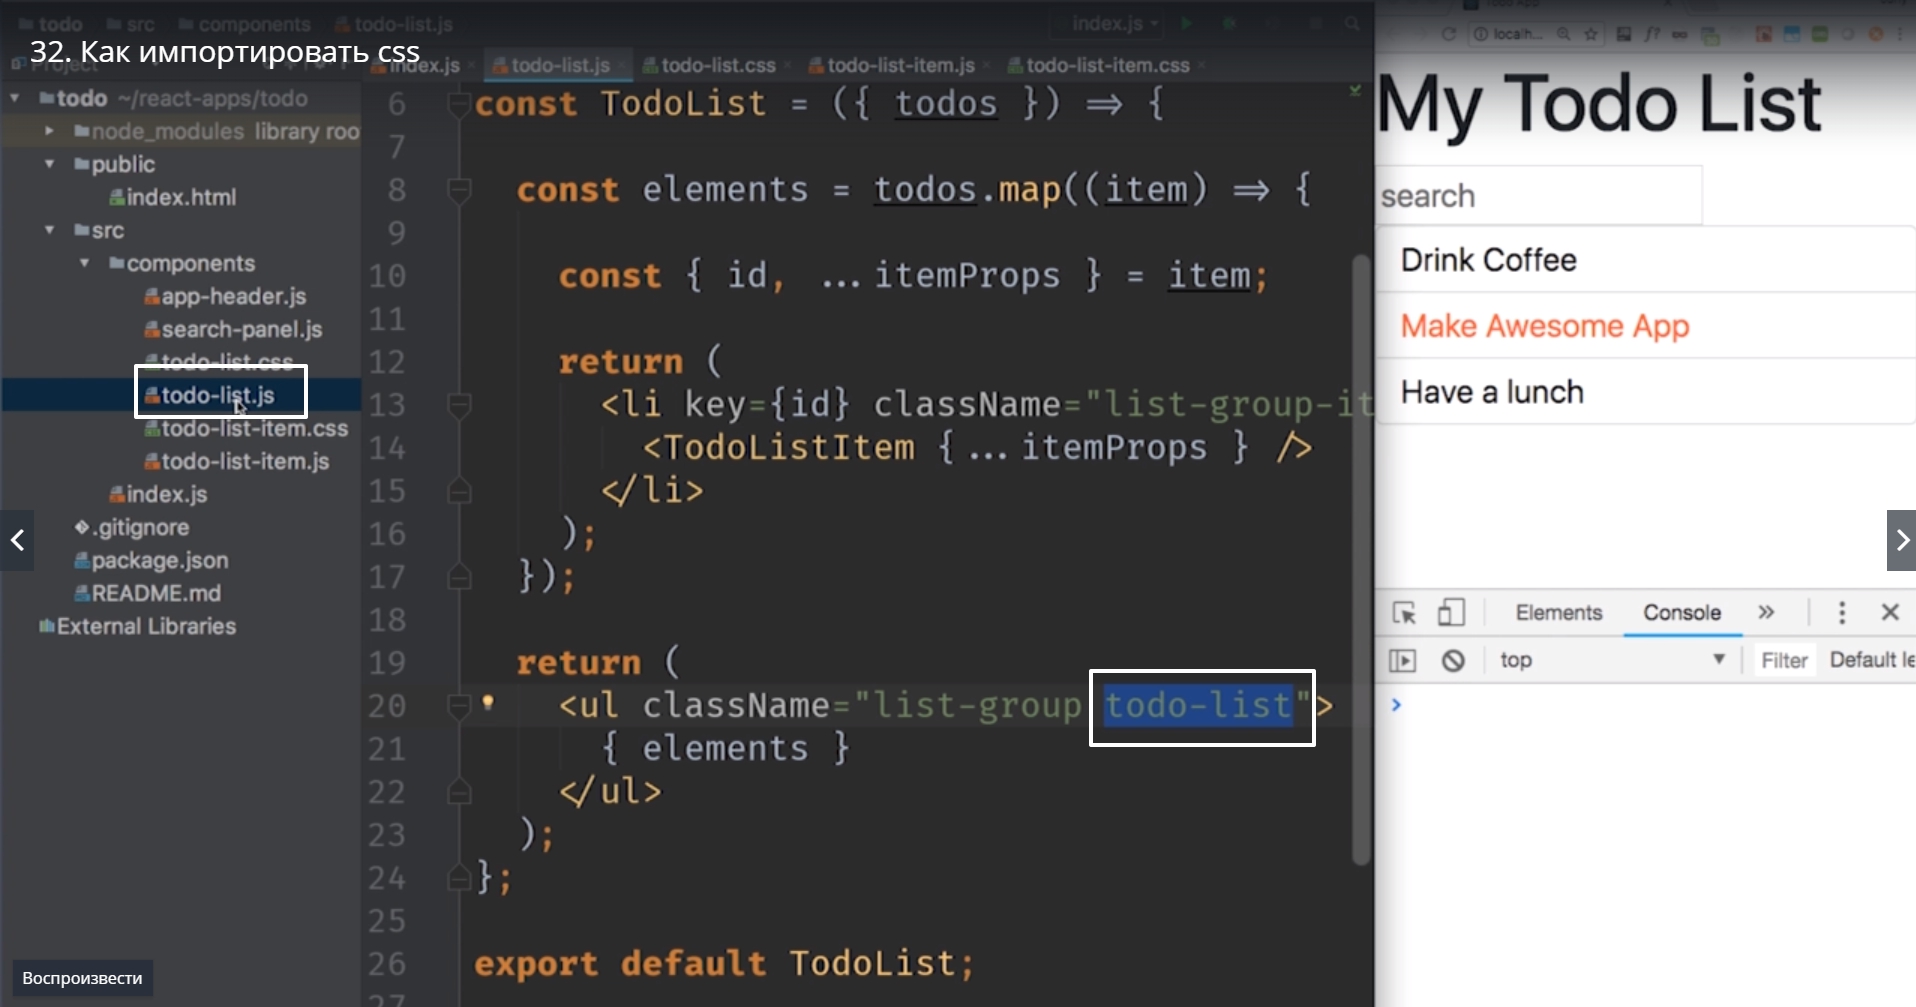 todo src components todo-list.js index.js
32. Как импортировать css
Project
index.js todo-list.js todo-list.css todo-list-item.js todo-list-item.css
todo ~/react-apps/todo
node_modules library roo
public
index.html
src
components
app-header.js
search-panel.js
todo-list.css
todo-list.js
todo-list-item.css
todo-list-item.js
index.js
.gitignore
package.json
README.md
External Libraries
Воспроизвести
6 const TodoList = ({ todos }) ⇒ {
7
8 const elements = todos.map((item) ⇒ {
9
10 const { id, ...itemProps } = item;
11
12 return (
13 <li key={id} className="list-group-it
14 <TodoListItem {...itemProps } />
15 </li>
16 );
17 });
18
19 return (
20 <ul className="list-group todo-list">
21 { elements }
22 </ul>
23 );
24 };
25
26 export default TodoList;
27
localh...
My Todo List
search
Drink Coffee
Make Awesome App
Have a lunch
Elements Console »
top Filter Default le